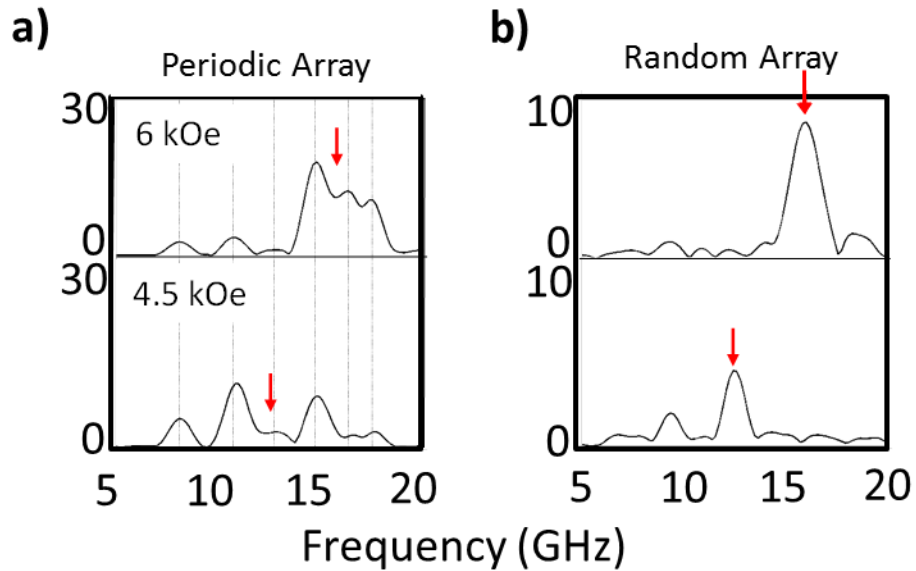 a)
Periodic Array
30
6 kOe
0
30
4.5 kOe
0
5 10 15 20
b)
Random Array
10
0
10
0
5 10 15 20
Frequency (GHz)